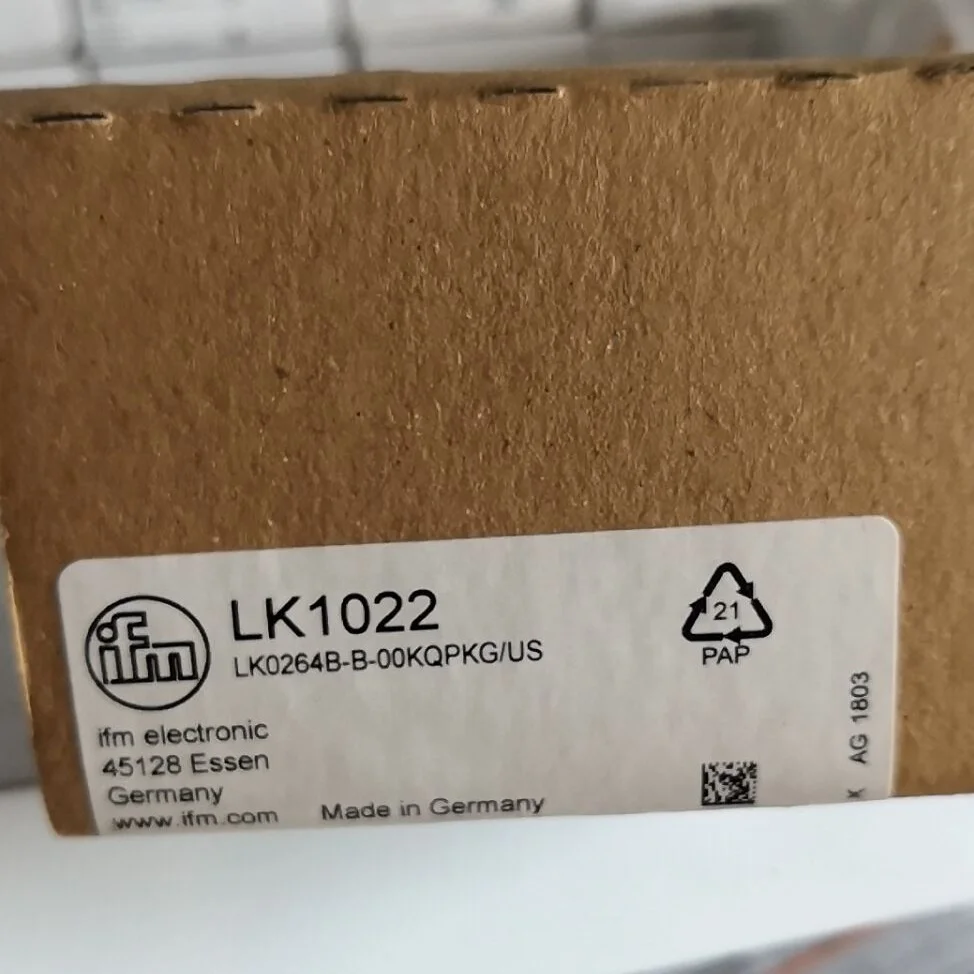 ifm
LK1022
LK0264B-B-00KQPKG/US
21
PAP
ifm electronic
45128 Essen
Germany
www.ifm.com
Made in Germany
AG 1803
K